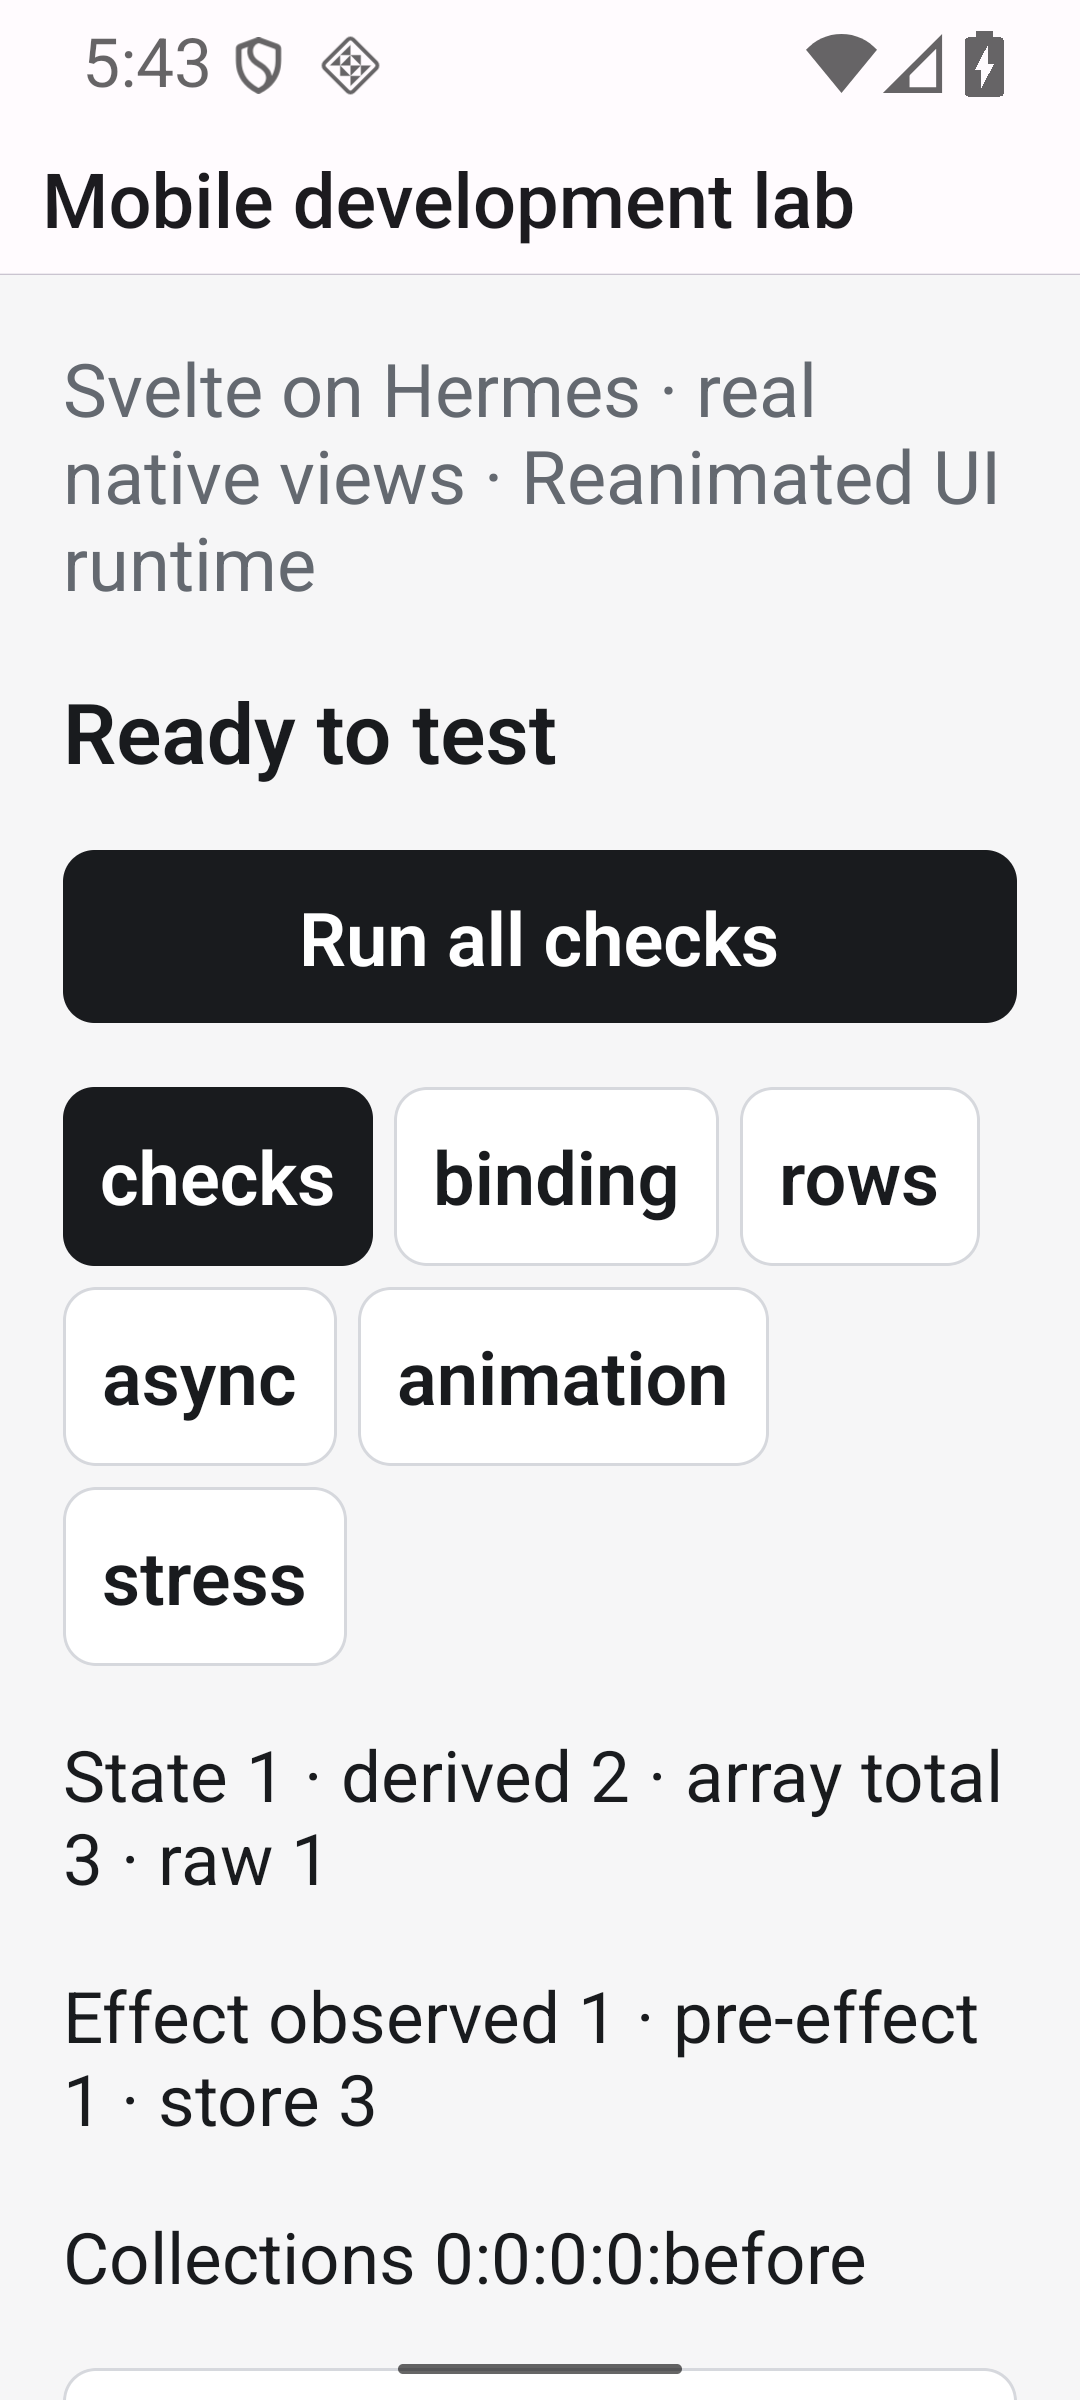 5:43
Mobile development lab
Svelte on Hermes · real
native views · Reanimated UI
runtime
Ready to test
Run all checks
checks binding rows
async animation
stress
State 1 · derived 2 · array total
3 · raw 1
Effect observed 1 · pre-effect
1 · store 3
Collections 0:0:0:0:before